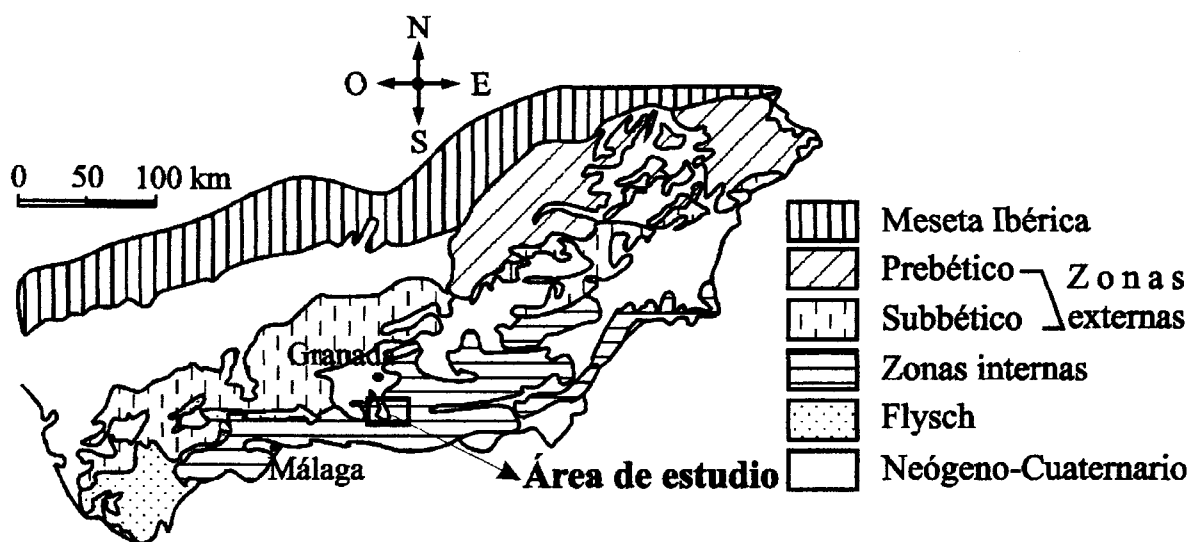 N
O E
S
0 50 100 km
Meseta Ibérica
Prebético
Zonas
externas
Subbético
Granada
Zonas internas
Flysch
Málaga
Área de estudio
Neógeno-Cuaternario